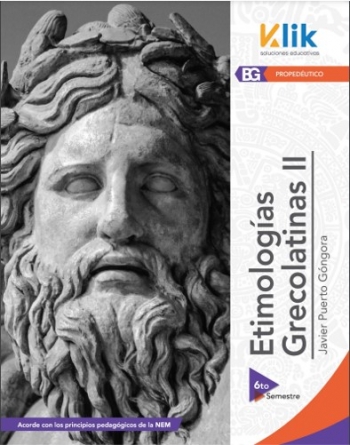 Klik
soluciones educativas
BG PROPEDÉUTICO
Etimologías
Grecolatinas II
Javier Puerto Góngora
6to
Semestre
Acorde con los principios pedagógicos de la NEM